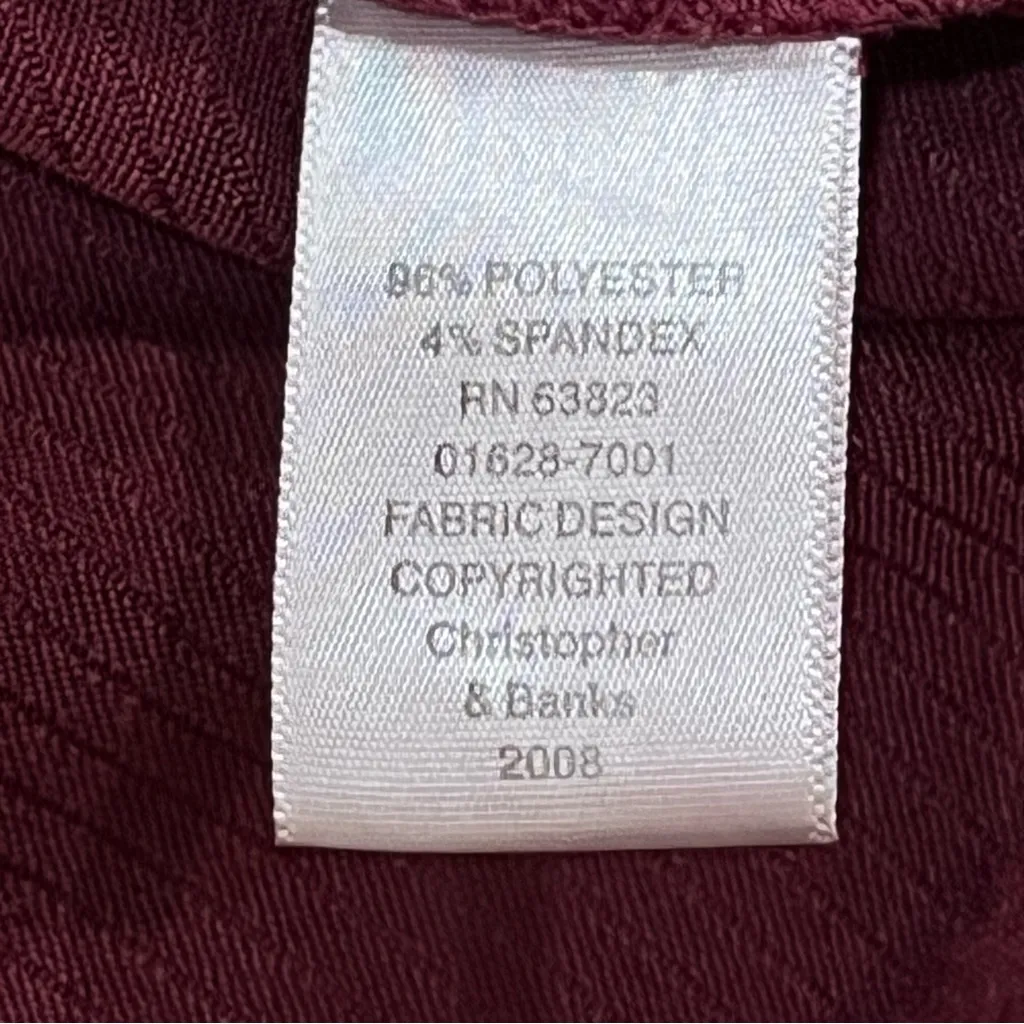 96% POLYESTER
4% SPANDEX
RN 63823
01628-7001
FABRIC DESIGN
COPYRIGHTED
Christopher
& Banks
2008